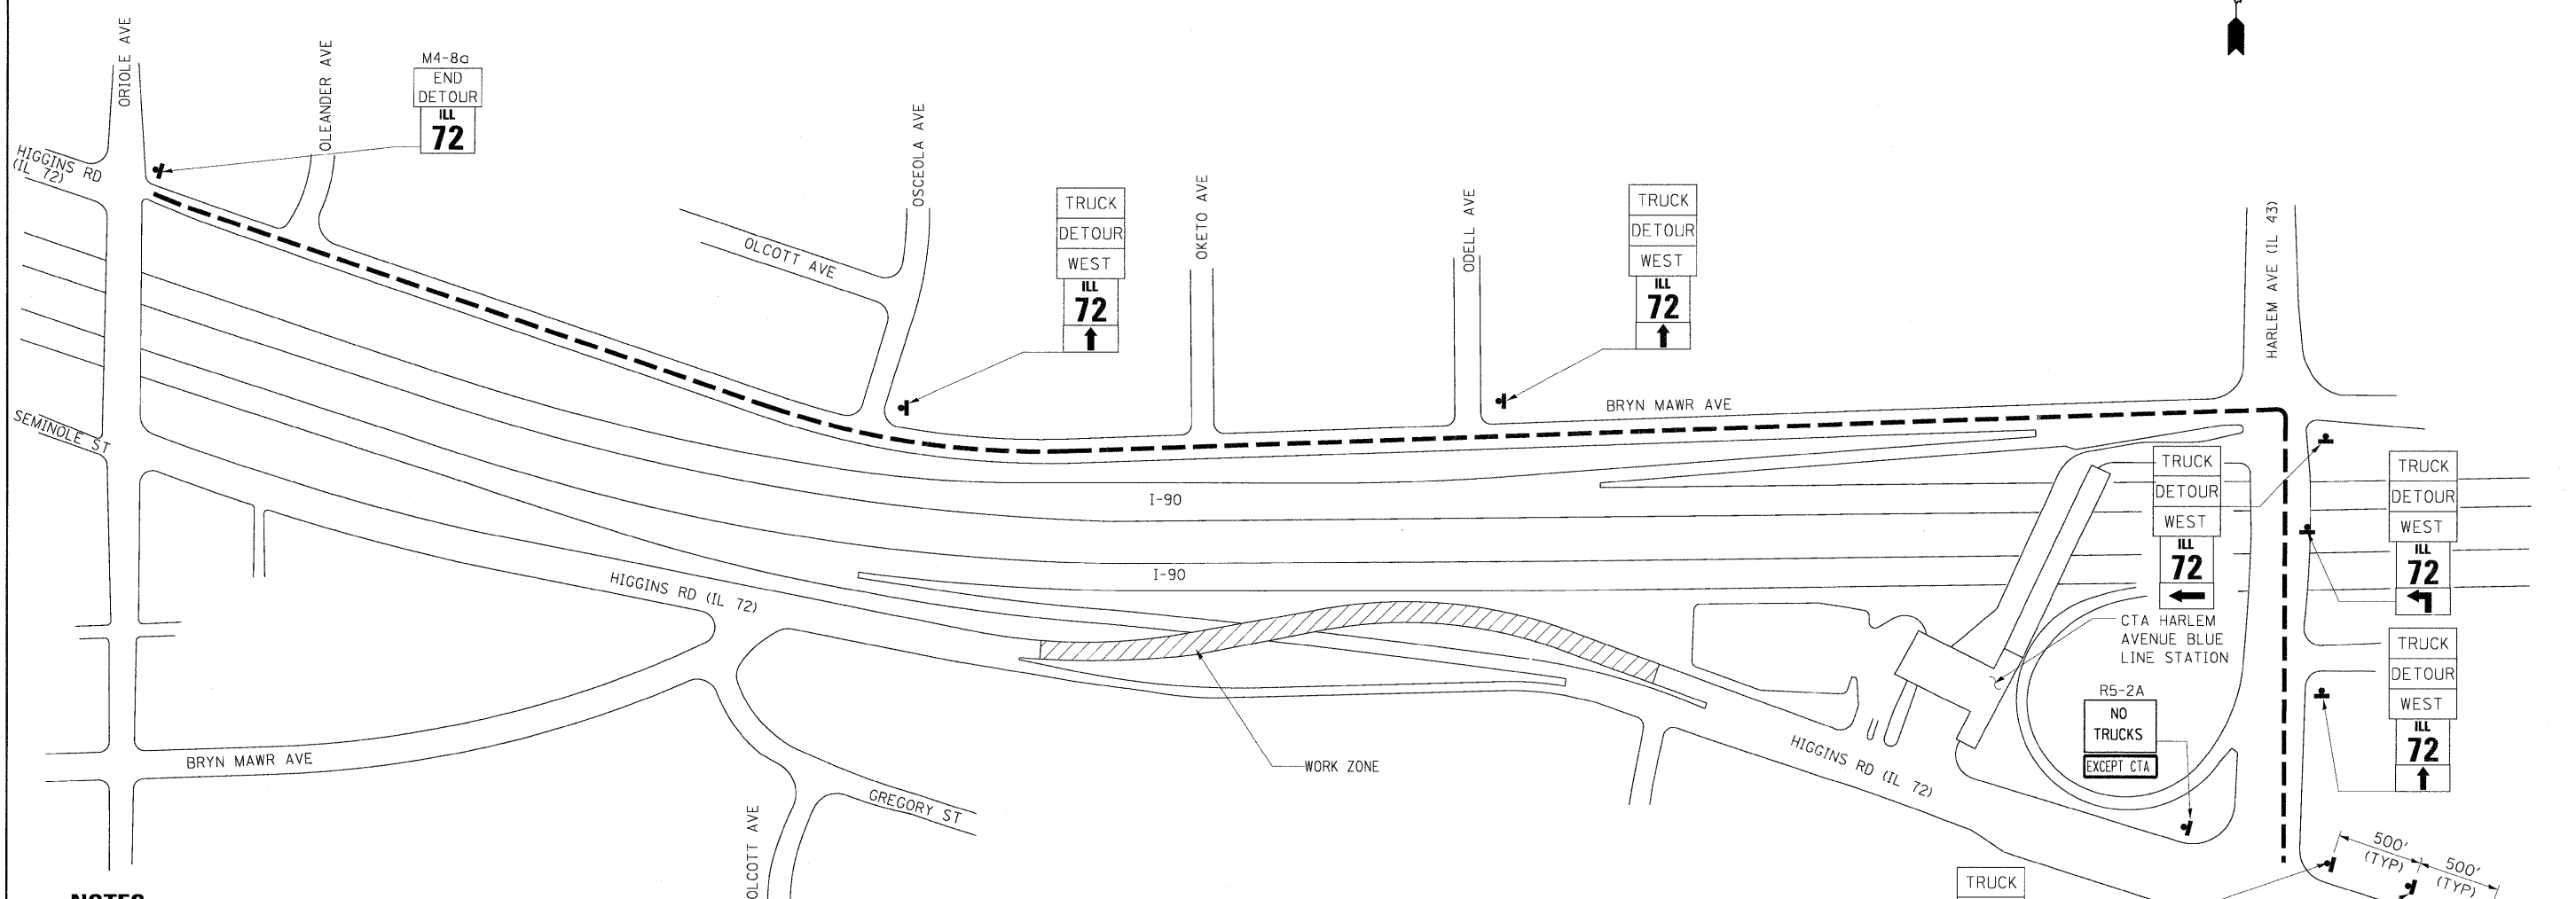 ORIOLE AVE
OLEANDER AVE
M4-8a
END
DETOUR
ILL
72
HIGGINS RD
(IL 72)
OLCOTT AVE
OSCEOLA AVE
TRUCK
DETOUR
WEST
ILL
72
OKETO AVE
ODELL AVE
TRUCK
DETOUR
WEST
ILL
72
HARLEM AVE (IL 43)
BRYN MAWR AVE
SEMINOLE ST
I-90
I-90
HIGGINS RD (IL 72)
TRUCK
DETOUR
WEST
ILL
72
TRUCK
DETOUR
WEST
ILL
72
CTA HARLEM
AVENUE BLUE
LINE STATION
TRUCK
DETOUR
WEST
ILL
72
R5-2A
NO
TRUCKS
EXCEPT CTA
BRYN MAWR AVE
WORK ZONE
HIGGINS RD (IL 72)
GREGORY ST
OLCOTT AVE
500'
(TYP)
500'
(TYP)
TRUCK
NOTES